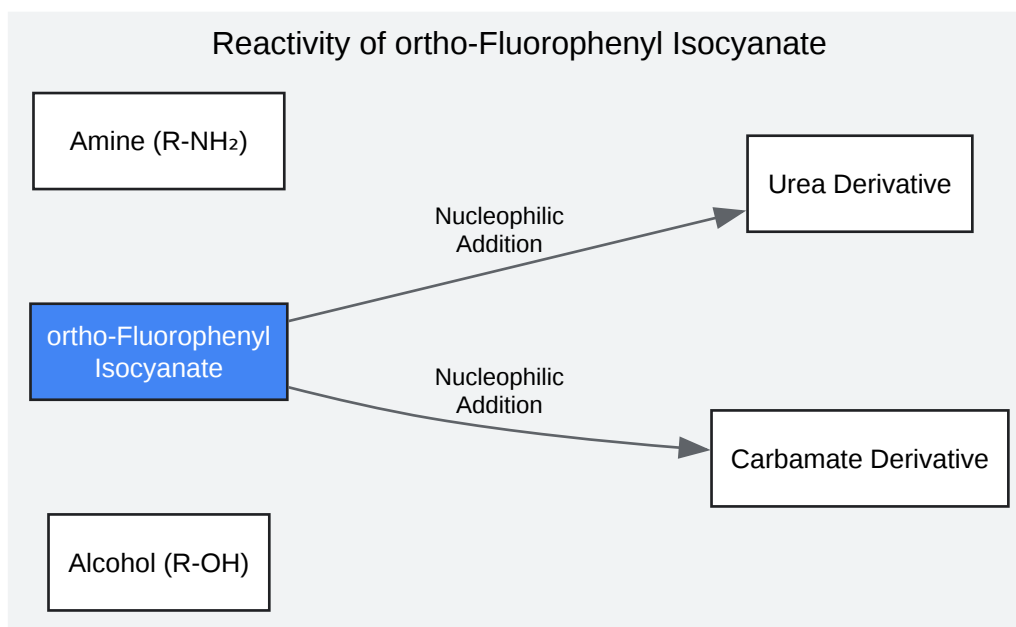 Reactivity of ortho-Fluorophenyl Isocyanate
Amine (R-NH₂)
Urea Derivative
Nucleophilic
Addition
ortho-Fluorophenyl
Isocyanate
Nucleophilic
Addition
Carbamate Derivative
Alcohol (R-OH)